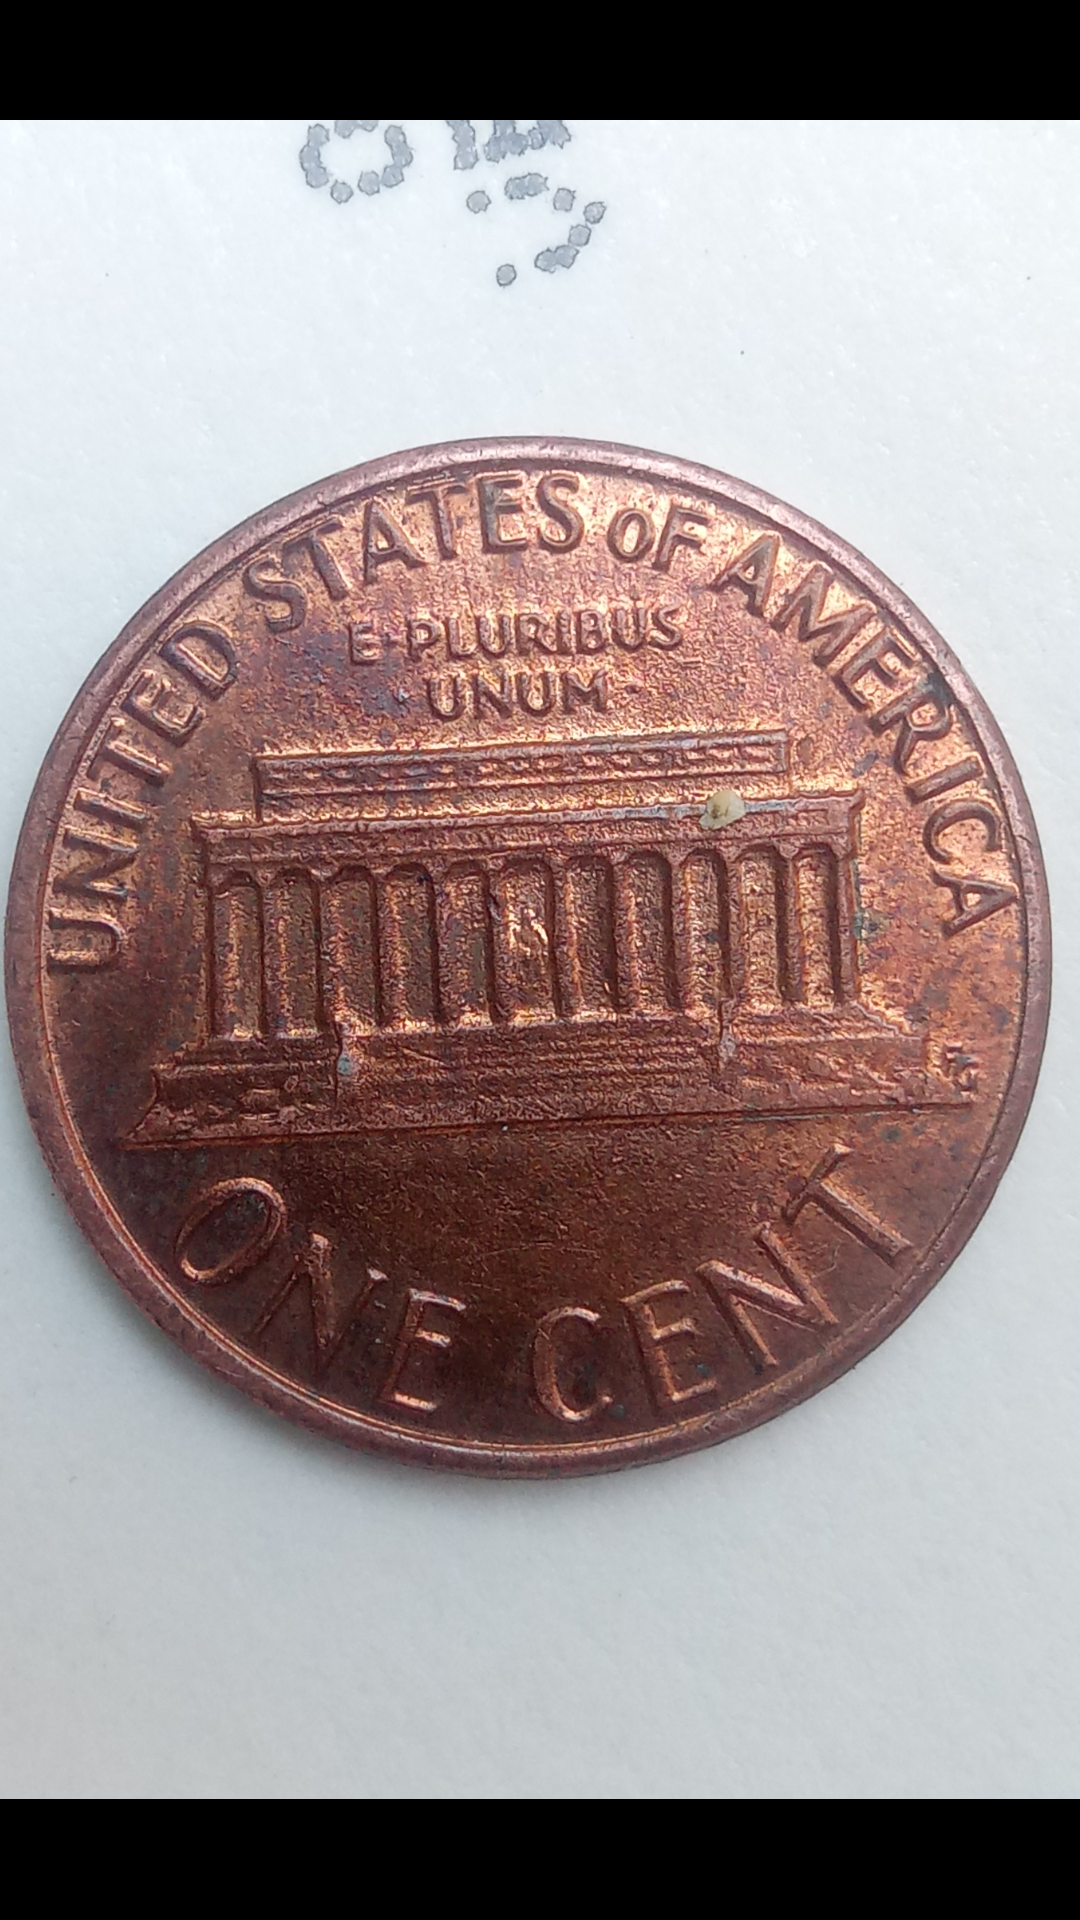 UNITED STATES OF AMERICA
E·PLURIBUS
·UNUM·
ONE CENT